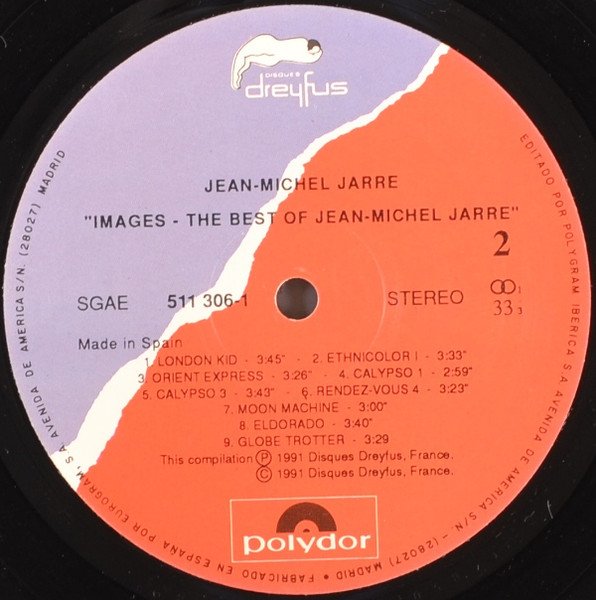 DISQUES
dreyfus
JEAN-MICHEL JARRE
"IMAGES - THE BEST OF JEAN-MICHEL JARRE"
2
SGAE 511 306-1 STEREO
33 1/3
Made in Spain
1. LONDON KID - 3:45" - 2. ETHNICOLOR I - 3:33"
3. ORIENT EXPRESS - 3:26" - 4. CALYPSO 1 - 2:59"
5. CALYPSO 3 - 3:43" - 6. RENDEZ-VOUS 4 - 3:23"
7. MOON MACHINE - 3:00"
8. ELDORADO - 3:40"
9. GLOBE TROTTER - 3:29
This compilation Ⓟ 1991 Disques Dreyfus, France.
© 1991 Disques Dreyfus, France.
polydor
EDITADO POR POLYGRAM IBERICA S.A. AVENIDA DE AMERICA S/N. - (28027) MADRID • FABRICADO EN ESPAÑA POR EUROGRAM, S.A. AVENIDA DE AMERICA S/N. (28027) MADRID